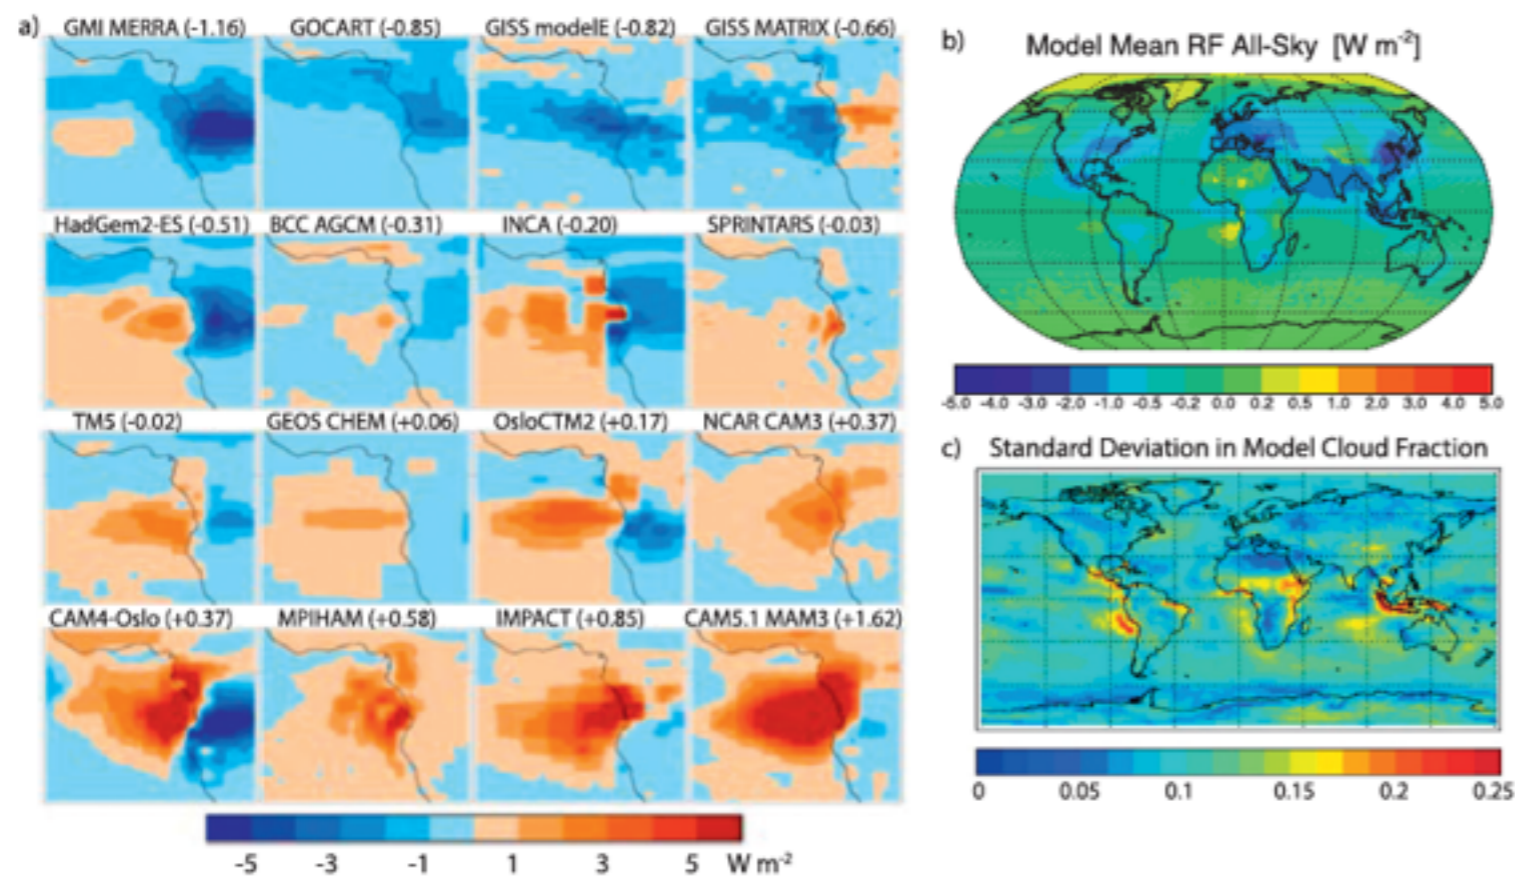 a)
GMI MERRA (-1.16) GOCART (-0.85) GISS modelE (-0.82) GISS MATRIX (-0.66)
HadGem2-ES (-0.51) BCC AGCM (-0.31) INCA (-0.20) SPRINTARS (-0.03)
TM5 (-0.02) GEOS CHEM (+0.06) OsloCTM2 (+0.17) NCAR CAM3 (+0.37)
CAM4-Oslo (+0.37) MPIHAM (+0.58) IMPACT (+0.85) CAM5.1 MAM3 (+1.62)
-5 -3 -1 1 3 5 W m-2
b) Model Mean RF All-Sky [W m-2]
-5.0 -4.0 -3.0 -2.0 -1.0 -0.5 -0.2 0.0 0.2 0.5 1.0 2.0 3.0 4.0 5.0
c) Standard Deviation in Model Cloud Fraction
0 0.05 0.1 0.15 0.2 0.25